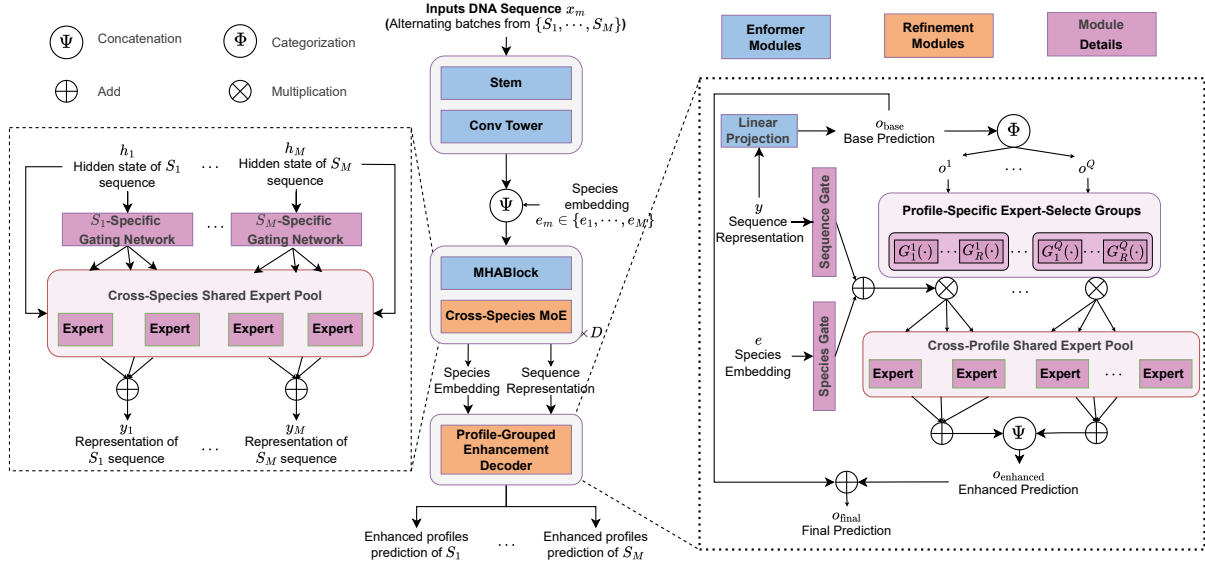 Ψ
Concatenation
Φ
Categorization
Add
Multiplication
Inputs DNA Sequence x_m
(Alternating batches from {S_1, ⋯, S_M})
Stem
Conv Tower
Ψ
Species
embedding
e_m ∈ {e_1, ⋯, e_M}
MHABlock
Cross-Species MoE
×D
Species
Embedding
Sequence
Representation
Profile-Grouped
Enhancement
Decoder
Enhanced profiles
prediction of S_1
⋯
Enhanced profiles
prediction of S_M
h_1
Hidden state of S_1
sequence
⋯
h_M
Hidden state of S_M
sequence
S_1-Specific
Gating Network
⋯
S_M-Specific
Gating Network
Cross-Species Shared Expert Pool
Expert
Expert
Expert
Expert
y_1
Representation of
S_1 sequence
⋯
y_M
Representation of
S_M sequence
Enformer
Modules
Refinement
Modules
Module
Details
Linear
Projection
o_base
Base Prediction
Φ
o^1
⋯
o^Q
y
Sequence
Representation
Sequence Gate
Profile-Specific Expert-Selecte Groups
G_1^1(·) ⋯ G_R^1(·) ⋯ G_1^Q(·) ⋯ G_R^Q(·)
⋯
e
Species
Embedding
Species Gate
Cross-Profile Shared Expert Pool
Expert
Expert
Expert
⋯
Expert
Ψ
o_enhanced
Enhanced Prediction
o_final
Final Prediction